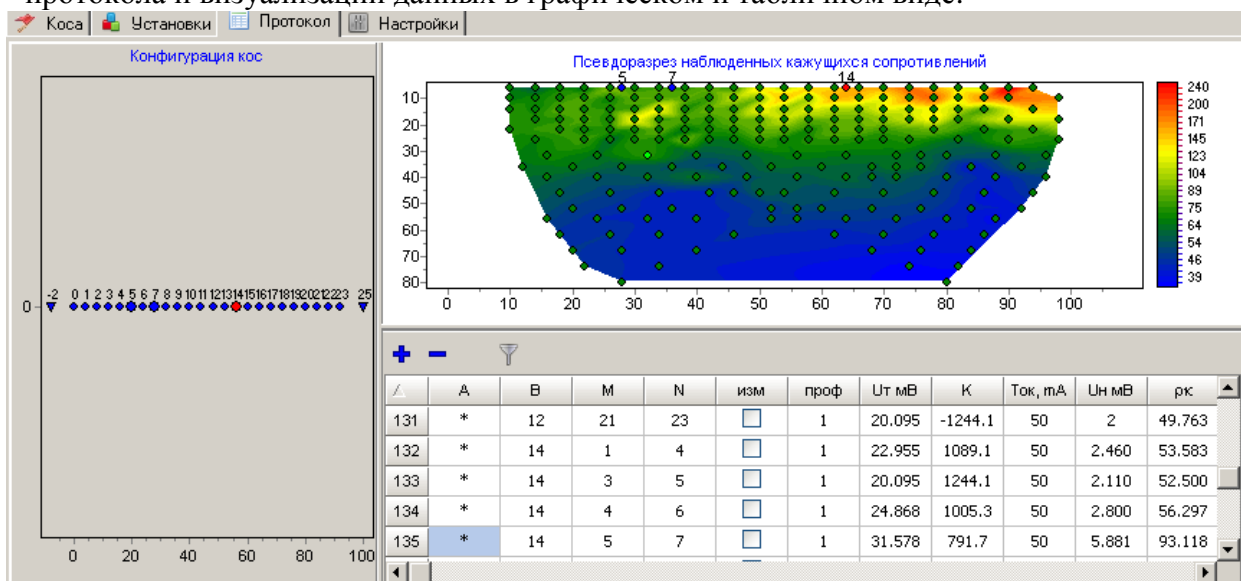 протокола и визуализации данных в графическом и табличном виде.
Коса Установки Протокол Настройки
Конфигурация кос
0
-2 0 1 2 3 4 5 6 7 8 9 10 11 12 13 14 15 16 17 18 19 20 21 22 23 25
0 20 40 60 80 100
Псевдоразрез наблюденных кажущихся сопротивлений
5 7 14
10
20
30
40
50
60
70
80
0 10 20 30 40 50 60 70 80 90 100
240
200
171
145
123
104
89
75
64
54
46
39
A B M N изм проф Uт мВ K Ток, mA Uн мВ ρк
131 * 12 21 23 1 20.095 -1244.1 50 2 49.763
132 * 14 1 4 1 22.955 1089.1 50 2.460 53.583
133 * 14 3 5 1 20.095 1244.1 50 2.110 52.500
134 * 14 4 6 1 24.868 1005.3 50 2.800 56.297
135 * 14 5 7 1 31.578 791.7 50 5.881 93.118